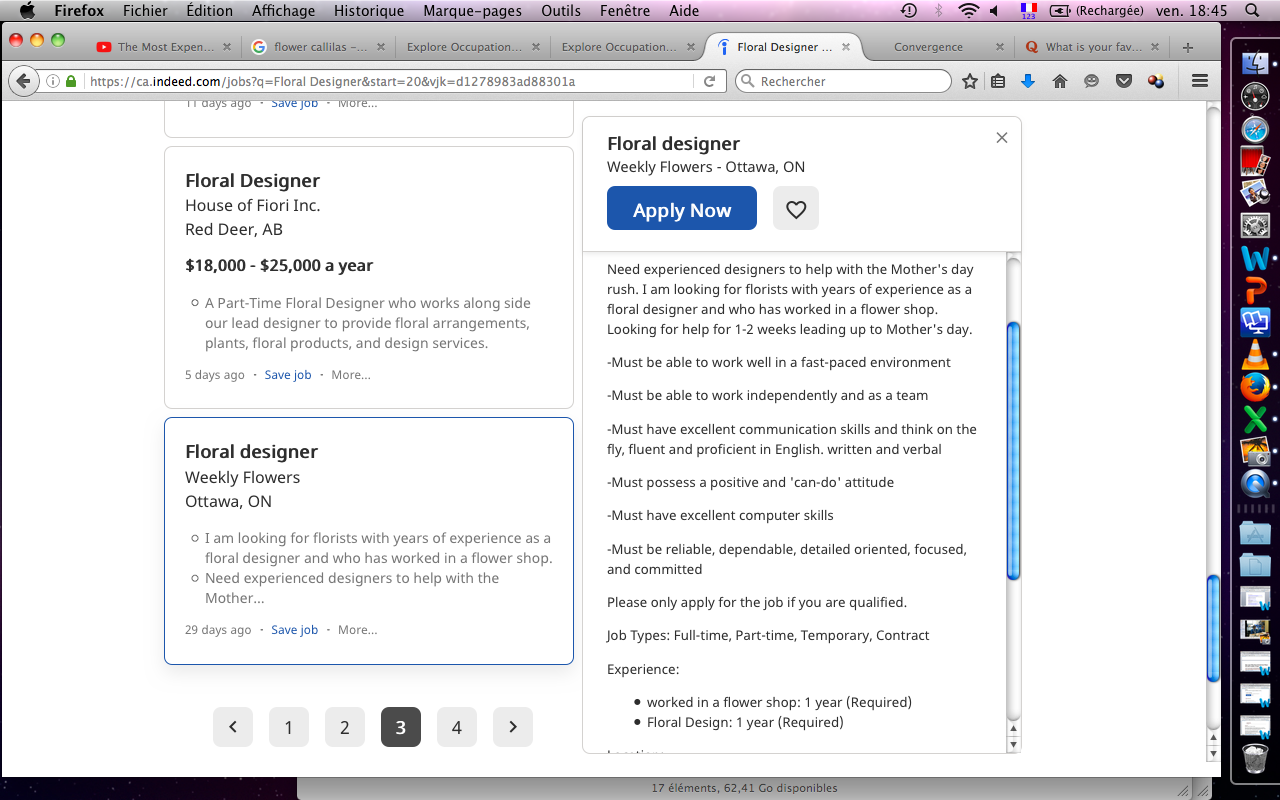 Firefox Fichier Édition Affichage Historique Marque-pages Outils Fenêtre Aide (Rechargée) ven. 18:45
123
The Most Expen... flower callilas –... Explore Occupation... Explore Occupation... Floral Designer ... Convergence What is your fav...
https://ca.indeed.com/jobs?q=Floral Designer&start=20&vjk=d1278983ad88301a
Rechercher
11 days ago · Save job · More...
Floral Designer
House of Fiori Inc.
Red Deer, AB
$18,000 - $25,000 a year
A Part-Time Floral Designer who works along side
our lead designer to provide floral arrangements,
plants, floral products, and design services.
5 days ago · Save job · More...
Floral designer
Weekly Flowers
Ottawa, ON
I am looking for florists with years of experience as a
floral designer and who has worked in a flower shop.
Need experienced designers to help with the
Mother...
29 days ago · Save job · More...
1 2 3 4
Floral designer
Weekly Flowers - Ottawa, ON
Apply Now
Need experienced designers to help with the Mother's day
rush. I am looking for florists with years of experience as a
floral designer and who has worked in a flower shop.
Looking for help for 1-2 weeks leading up to Mother's day.
-Must be able to work well in a fast-paced environment
-Must be able to work independently and as a team
-Must have excellent communication skills and think on the
fly, fluent and proficient in English. written and verbal
-Must possess a positive and 'can-do' attitude
-Must have excellent computer skills
-Must be reliable, dependable, detailed oriented, focused,
and committed
Please only apply for the job if you are qualified.
Job Types: Full-time, Part-time, Temporary, Contract
Experience:
worked in a flower shop: 1 year (Required)
Floral Design: 1 year (Required)
17 éléments, 62,41 Go disponibles